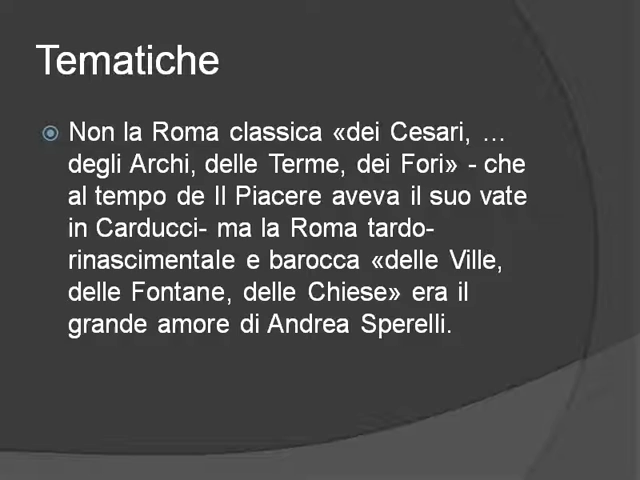 Tematiche
Non la Roma classica «dei Cesari, …
degli Archi, delle Terme, dei Fori» - che
al tempo de Il Piacere aveva il suo vate
in Carducci- ma la Roma tardo-
rinascimentale e barocca «delle Ville,
delle Fontane, delle Chiese» era il
grande amore di Andrea Sperelli.